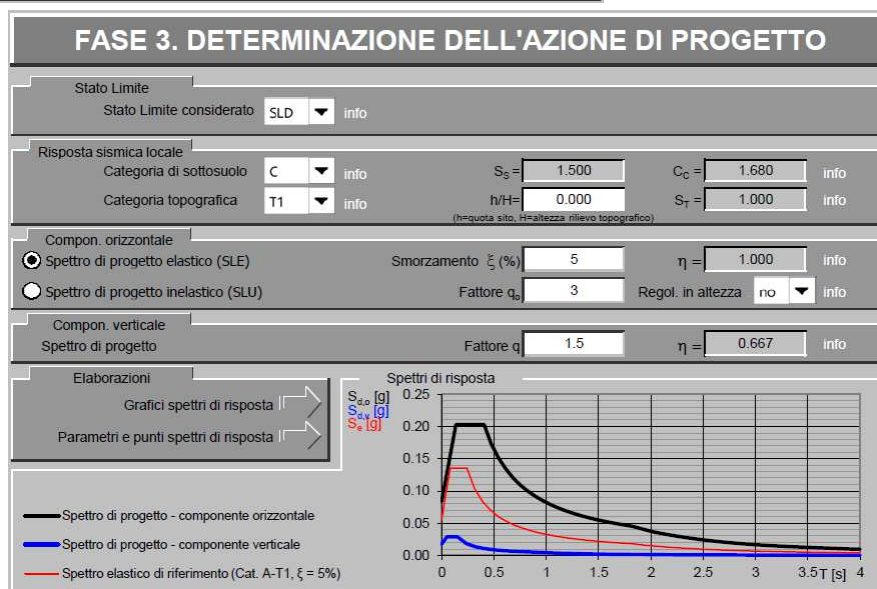 FASE 3. DETERMINAZIONE DELL'AZIONE DI PROGETTO
Stato Limite
Stato Limite considerato SLD info
Risposta sismica locale
Categoria di sottosuolo C info SS = 1.500 CC = 1.680 info
Categoria topografica T1 info h/H= 0.000 ST = 1.000 info
(h=quota sito, H=altezza rilievo topografico)
Compon. orizzontale
Spettro di progetto elastico (SLE) Smorzamento ξ (%) 5 η = 1.000 info
Spettro di progetto inelastico (SLU) Fattore qo 3 Regol. in altezza no info
Compon. verticale
Spettro di progetto Fattore q 1.5 η = 0.667 info
Elaborazioni
Grafici spettri di risposta
Parametri e punti spettri di risposta
Spettri di risposta
Sd,o [g]
Sd,v [g]
Se [g]
0.25
0.20
0.15
0.10
0.05
0.00
0 0.5 1 1.5 2 2.5 3 3.5 T [s] 4
Spettro di progetto - componente orizzontale
Spettro di progetto - componente verticale
Spettro elastico di riferimento (Cat. A-T1, ξ = 5%)